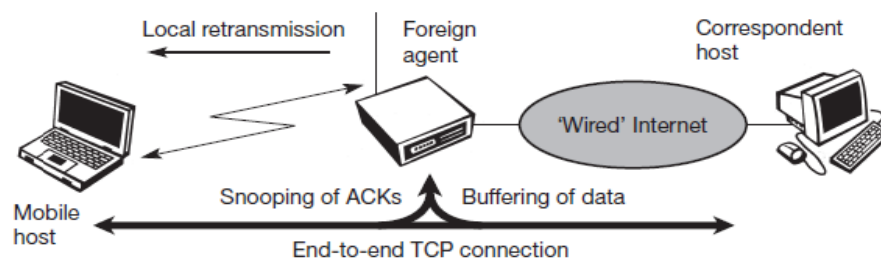 Local retransmission
Foreign
agent
Correspondent
host
‘Wired’ Internet
Snooping of ACKs
Buffering of data
Mobile
host
End-to-end TCP connection